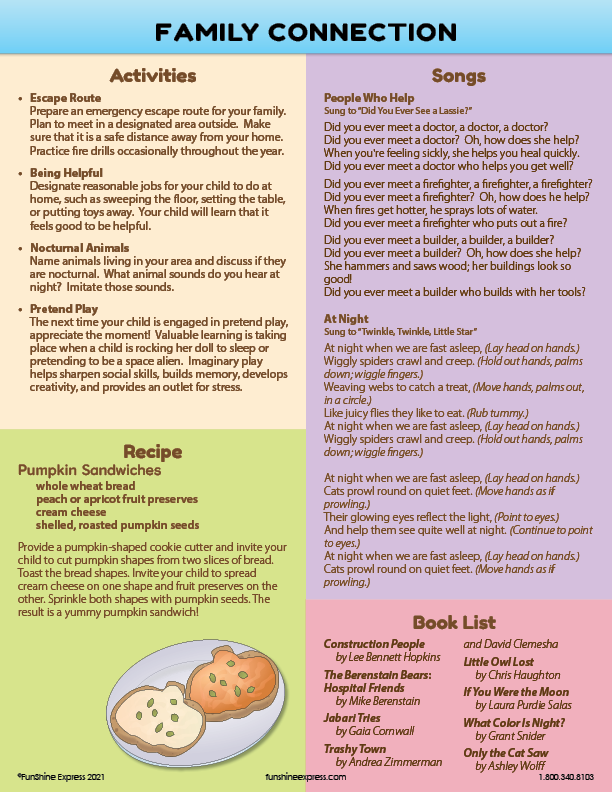 FAMILY CONNECTION
Activities
• Escape Route
Prepare an emergency escape route for your family.
Plan to meet in a designated area outside.  Make
sure that it is a safe distance away from your home.
Practice fire drills occasionally throughout the year.
• Being Helpful
Designate reasonable jobs for your child to do at
home, such as sweeping the floor, setting the table,
or putting toys away.  Your child will learn that it
feels good to be helpful.
• Nocturnal Animals
Name animals living in your area and discuss if they
are nocturnal.  What animal sounds do you hear at
night?  Imitate those sounds.
• Pretend Play
The next time your child is engaged in pretend play,
appreciate the moment!  Valuable learning is taking
place when a child is rocking her doll to sleep or
pretending to be a space alien.  Imaginary play
helps sharpen social skills, builds memory, develops
creativity, and provides an outlet for stress.
Recipe
Pumpkin Sandwiches
whole wheat bread
peach or apricot fruit preserves
cream cheese
shelled, roasted pumpkin seeds
Provide a pumpkin-shaped cookie cutter and invite your
child to cut pumpkin shapes from two slices of bread.
Toast the bread shapes. Invite your child to spread
cream cheese on one shape and fruit preserves on the
other. Sprinkle both shapes with pumpkin seeds. The
result is a yummy pumpkin sandwich!
Songs
People Who Help
Sung to "Did You Ever See a Lassie?"
Did you ever meet a doctor, a doctor, a doctor?
Did you ever meet a doctor?  Oh, how does she help?
When you're feeling sickly, she helps you heal quickly.
Did you ever meet a doctor who helps you get well?
Did you ever meet a firefighter, a firefighter, a firefighter?
Did you ever meet a firefighter?  Oh, how does he help?
When fires get hotter, he sprays lots of water.
Did you ever meet a firefighter who puts out a fire?
Did you ever meet a builder, a builder, a builder?
Did you ever meet a builder?  Oh, how does she help?
She hammers and saws wood; her buildings look so
good!
Did you ever meet a builder who builds with her tools?
At Night
Sung to "Twinkle, Twinkle, Little Star"
At night when we are fast asleep, (Lay head on hands.)
Wiggly spiders crawl and creep. (Hold out hands, palms
down; wiggle fingers.)
Weaving webs to catch a treat, (Move hands, palms out,
in a circle.)
Like juicy flies they like to eat. (Rub tummy.)
At night when we are fast asleep, (Lay head on hands.)
Wiggly spiders crawl and creep. (Hold out hands, palms
down; wiggle fingers.)
At night when we are fast asleep, (Lay head on hands.)
Cats prowl round on quiet feet. (Move hands as if
prowling.)
Their glowing eyes reflect the light, (Point to eyes.)
And help them see quite well at night. (Continue to point
to eyes.)
At night when we are fast asleep, (Lay head on hands.)
Cats prowl round on quiet feet. (Move hands as if
prowling.)
Book List
Construction People
by Lee Bennett Hopkins
The Berenstain Bears:
Hospital Friends
by Mike Berenstain
Jabari Tries
by Gaia Cornwall
Trashy Town
by Andrea Zimmerman
and David Clemesha
Little Owl Lost
by Chris Haughton
If You Were the Moon
by Laura Purdie Salas
What Color Is Night?
by Grant Snider
Only the Cat Saw
by Ashley Wolff
©FunShine Express 2021
funshineexpress.com
1.800.340.8103